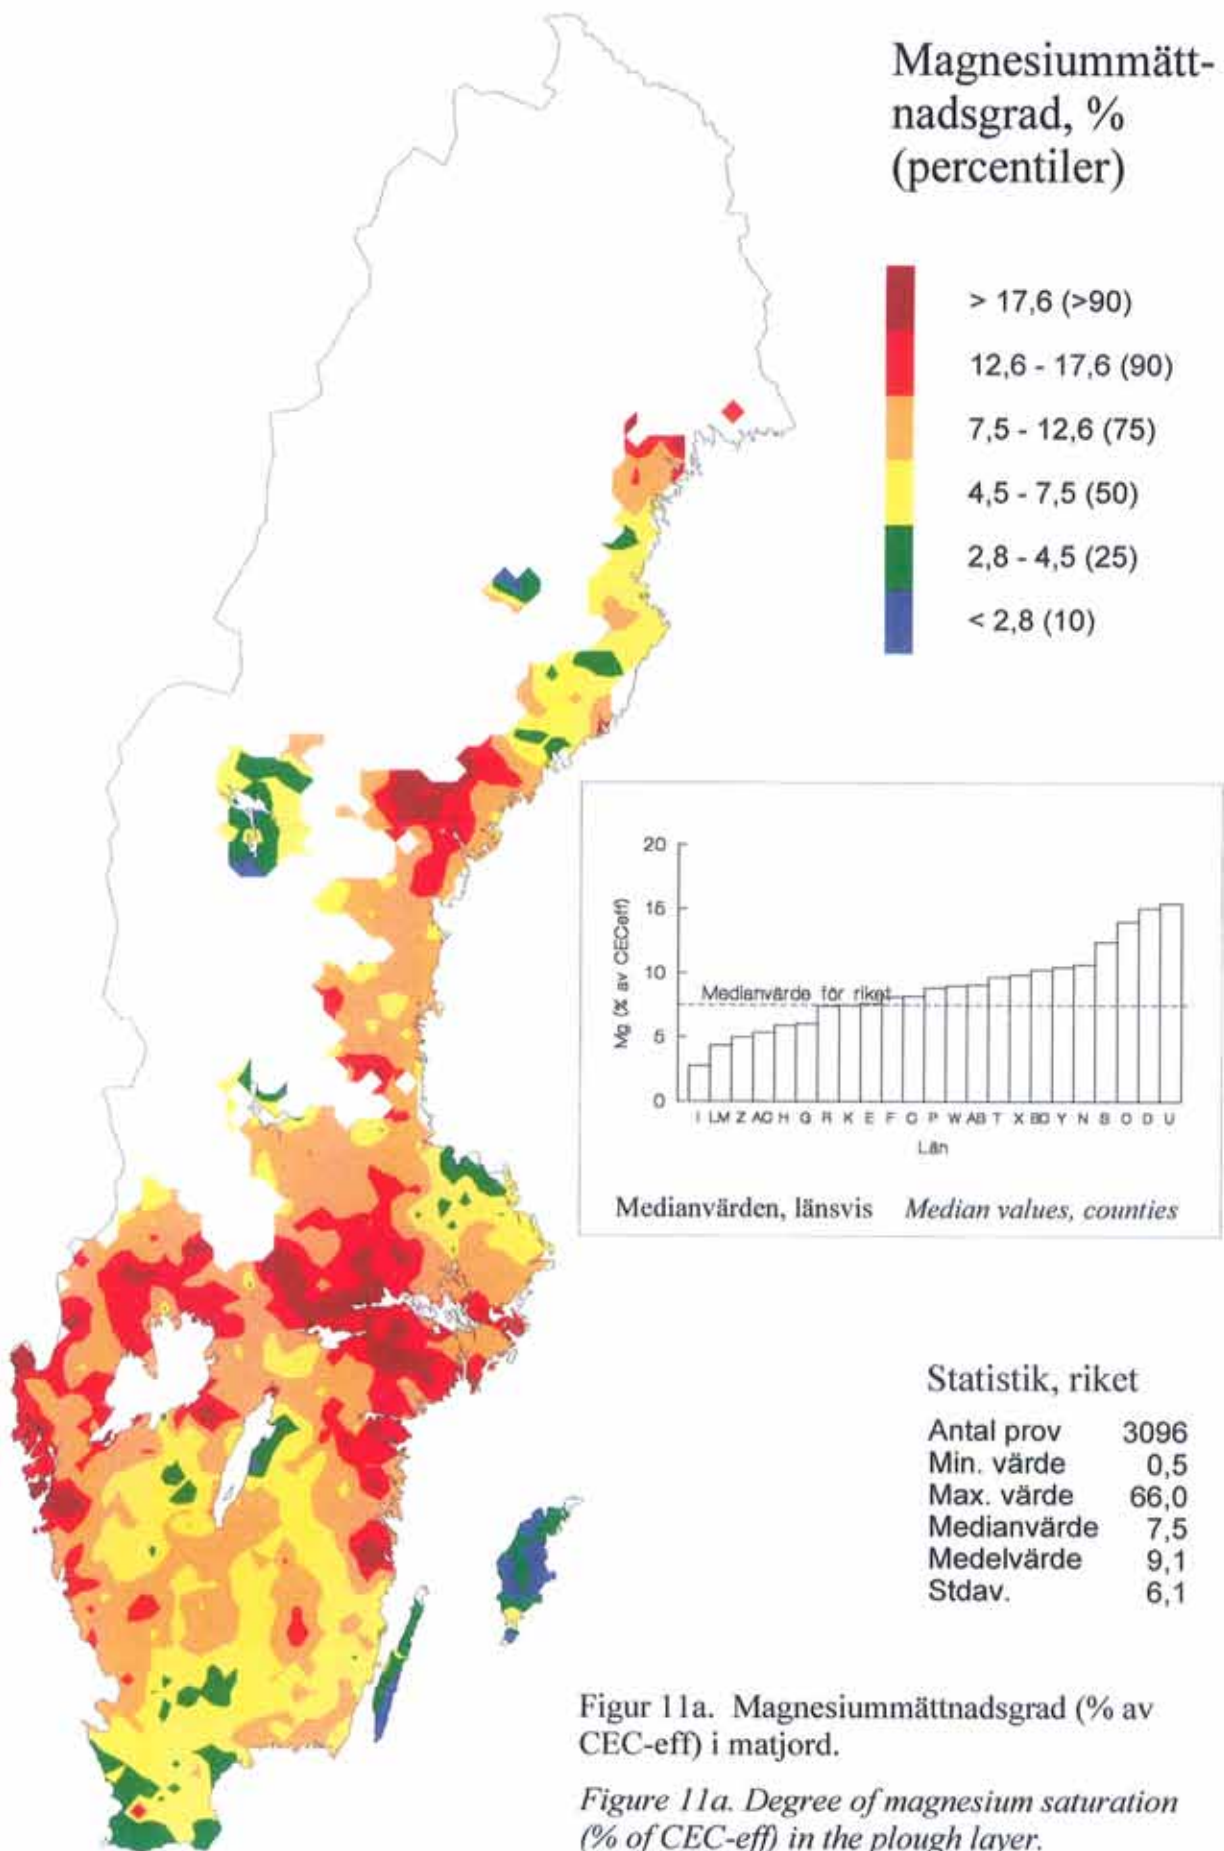 Magnesiummätt-
nadsgrad, %
(percentiler)
> 17,6 (>90)
12,6 - 17,6 (90)
7,5 - 12,6 (75)
4,5 - 7,5 (50)
2,8 - 4,5 (25)
< 2,8 (10)
Mg (% av CECeff)
20
15
10
5
0
Medianvärde för riket
I LM Z AC H G R K E F C P W AB T X BD Y N S O D U
Län
Medianvärden, länsvis Median values, counties
Statistik, riket
Antal prov 3096
Min. värde 0,5
Max. värde 66,0
Medianvärde 7,5
Medelvärde 9,1
Stdav. 6,1
Figur 11a. Magnesiummättnadsgrad (% av
CEC-eff) i matjord.
Figure 11a. Degree of magnesium saturation
(% of CEC-eff) in the plough layer.